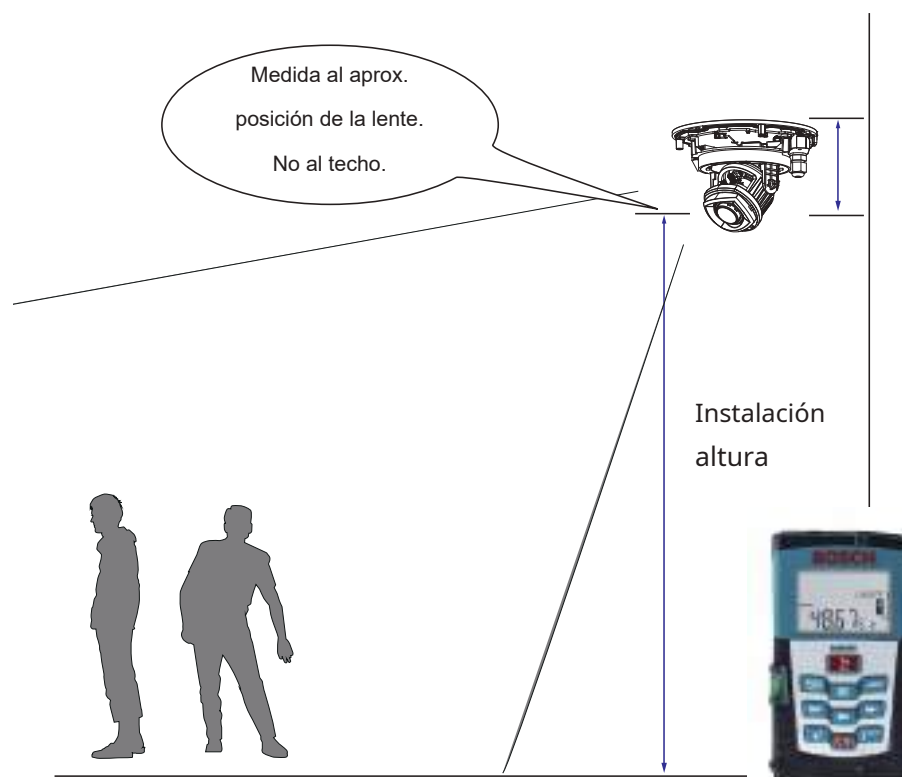 Medida al aprox.
posición de la lente.
No al techo.
Instalación
altura
BOSCH